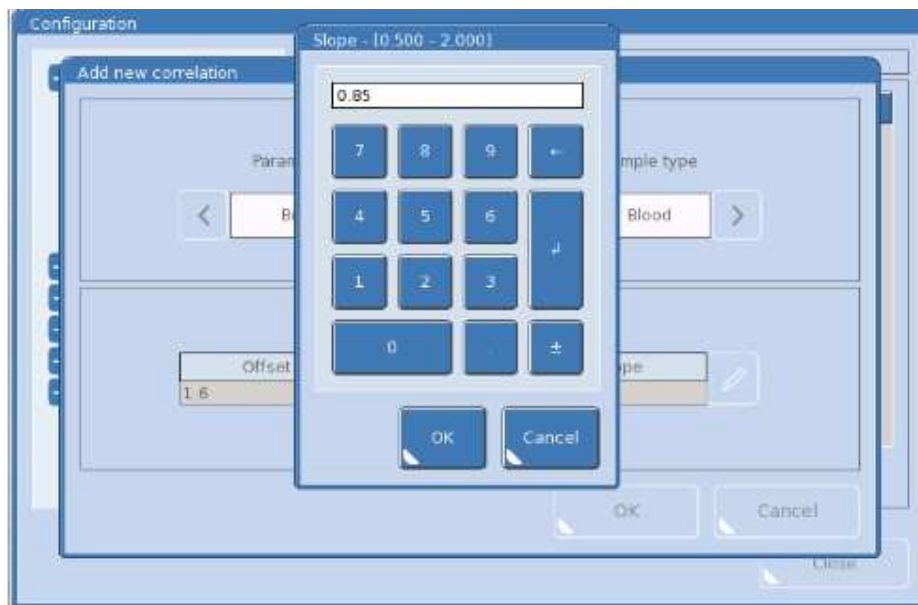 Configuration
Slope - [0.500 - 2.000]
Add new correlation
0.85
7 8 9 ←
Param mple type
4 5 6 ↲
B Blood
1 2 3
0 . ±
Offset pe
1.6
OK Cancel
OK Cancel
Close